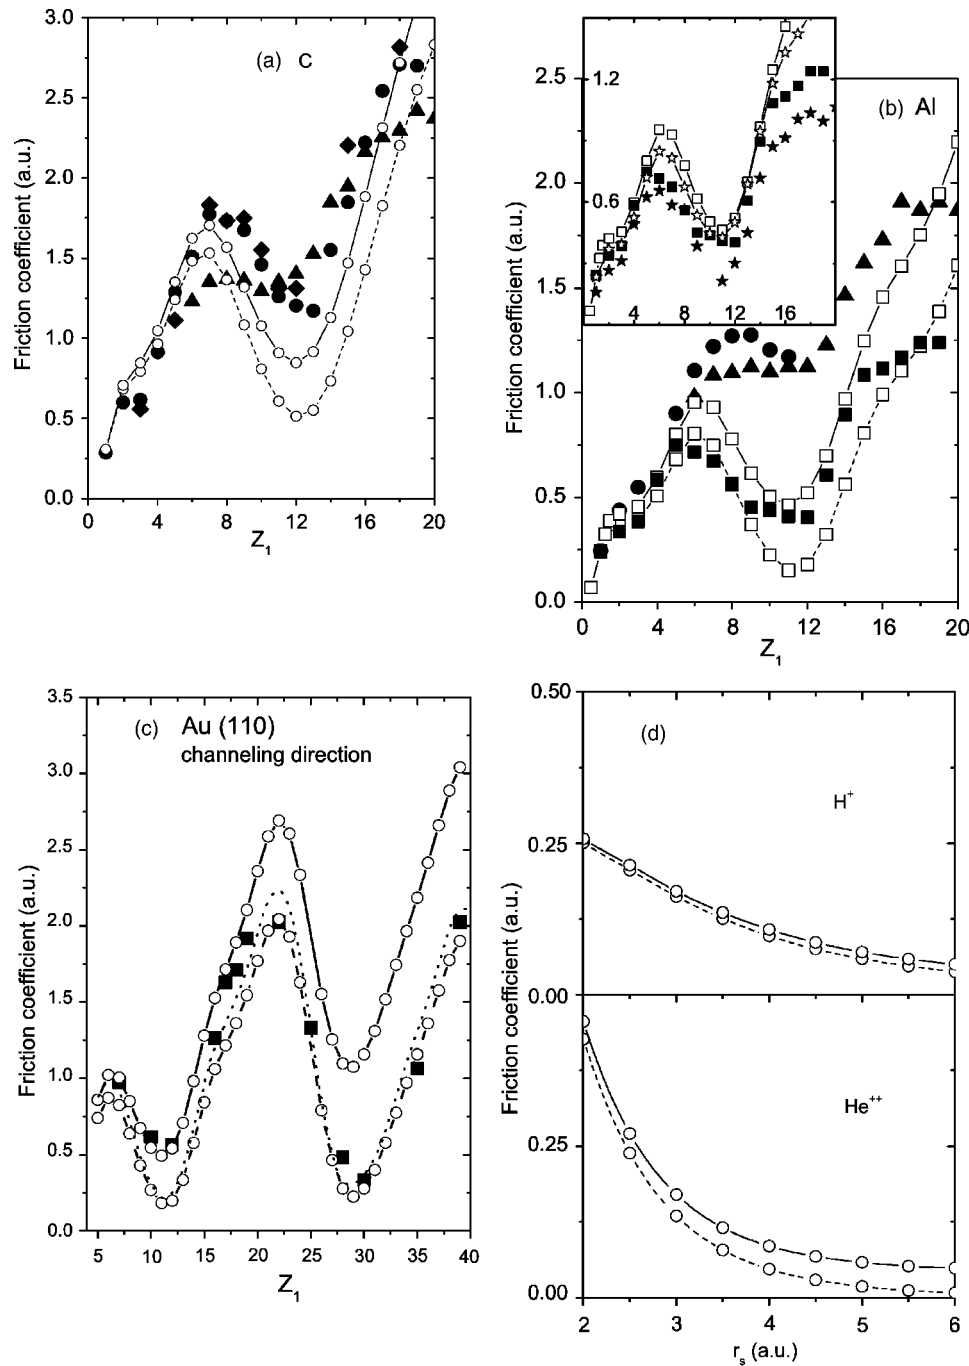 (a) C
Friction coefficient (a.u.)
3.0
2.5
2.0
1.5
1.0
0.5
0.0
0 4 8 12 16 20
Z1
(b) Al
Friction coefficient (a.u.)
2.5
2.0
1.5
1.0
0.5
0.0
0 4 8 12 16 20
Z1
1.2
0.6
4 8 12 16
(c) Au (110)
channeling direction
Friction coefficient (a.u.)
3.5
3.0
2.5
2.0
1.5
1.0
0.5
0.0
5 10 15 20 25 30 35 40
Z1
(d)
H+
He++
Friction coefficient (a.u.)
0.50
0.25
0.00
0.25
0.00
2 3 4 5 6
rs (a.u.)